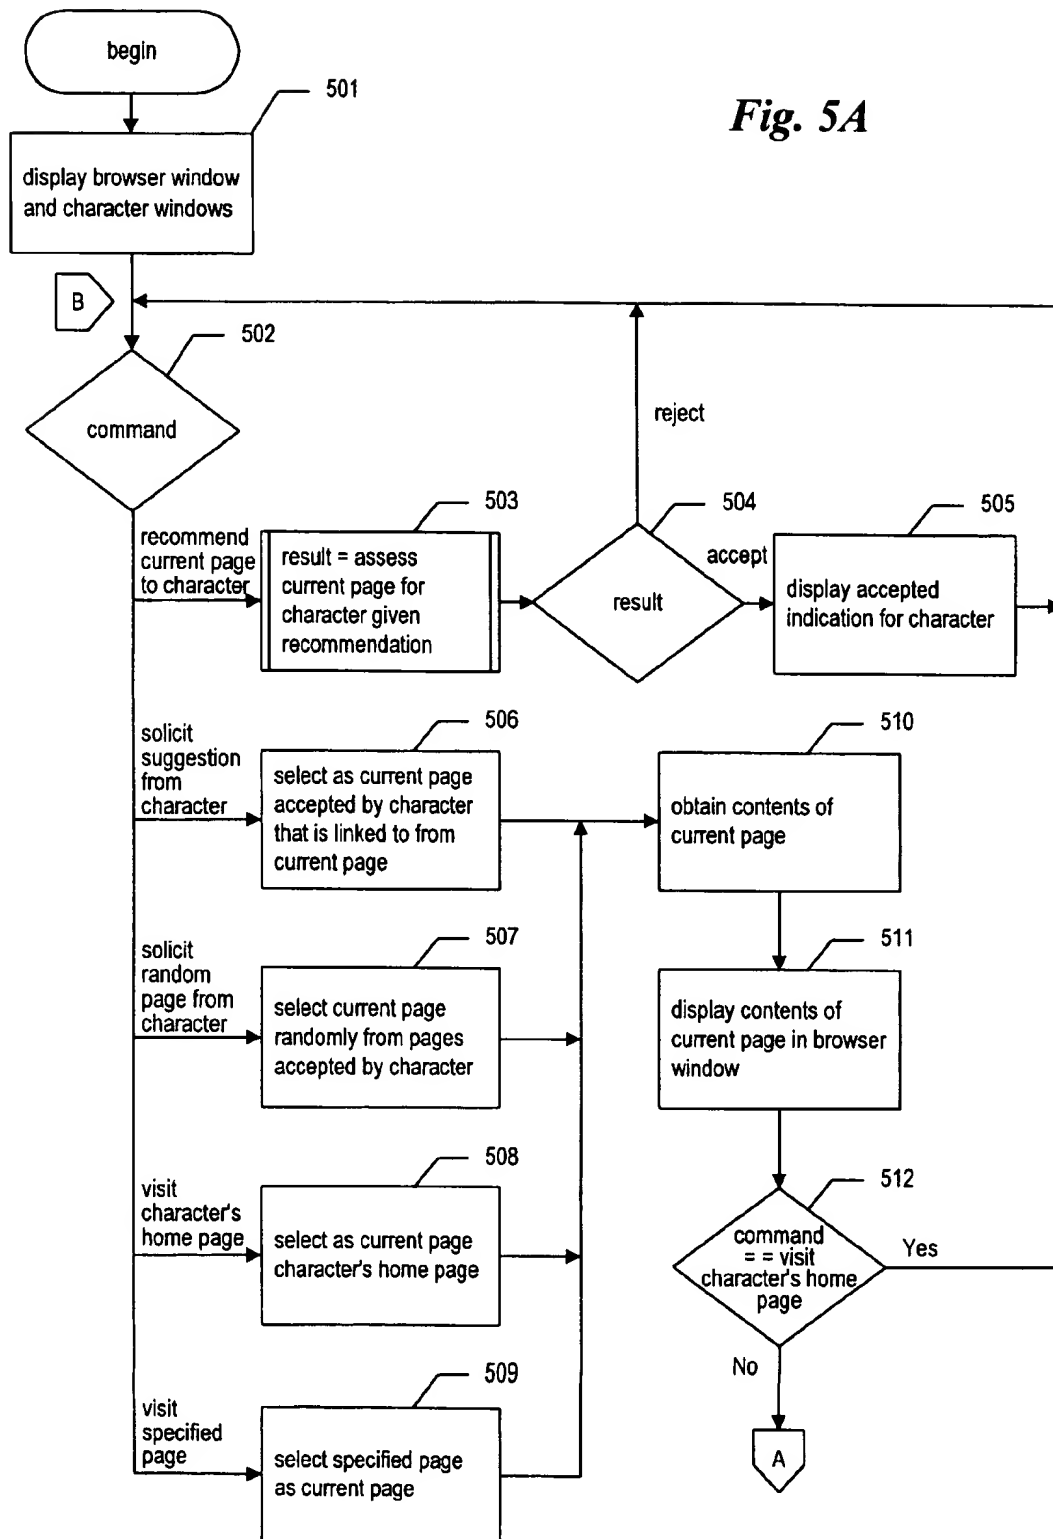 begin
501
Fig. 5A
display browser window
and character windows
B
502
command
reject
recommend
current page
to character
503
result = assess
current page for
character given
recommendation
504
result
accept
505
display accepted
indication for character
solicit
suggestion
from
character
506
select as current page
accepted by character
that is linked to from
current page
510
obtain contents of
current page
solicit
random
page from
character
507
select current page
randomly from pages
accepted by character
511
display contents of
current page in browser
window
visit
character's
home page
508
select as current page
character's home page
512
command
= = visit
character's home
page
Yes
No
visit
specified
page
509
select specified page
as current page
A